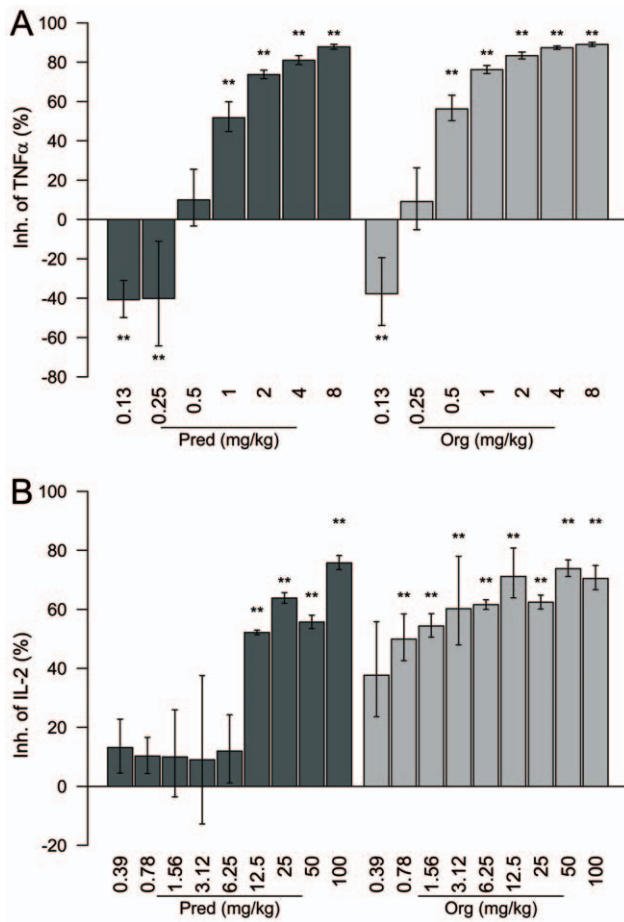 A
100
80
60
40
20
0
-20
-40
-60
-80
Inh. of TNFα (%)
** ** ** ** ** ** ** ** ** ** ** **
0.13 0.25 0.5 1 2 4 8 0.13 0.25 0.5 1 2 4 8
Pred (mg/kg) Org (mg/kg)
B
100
80
60
40
20
0
-20
Inh. of IL-2 (%)
** ** ** ** ** ** ** ** ** ** ** **
0.39 0.78 1.56 3.12 6.25 12.5 25 50 100 0.39 0.78 1.56 3.12 6.25 12.5 25 50 100
Pred (mg/kg) Org (mg/kg)